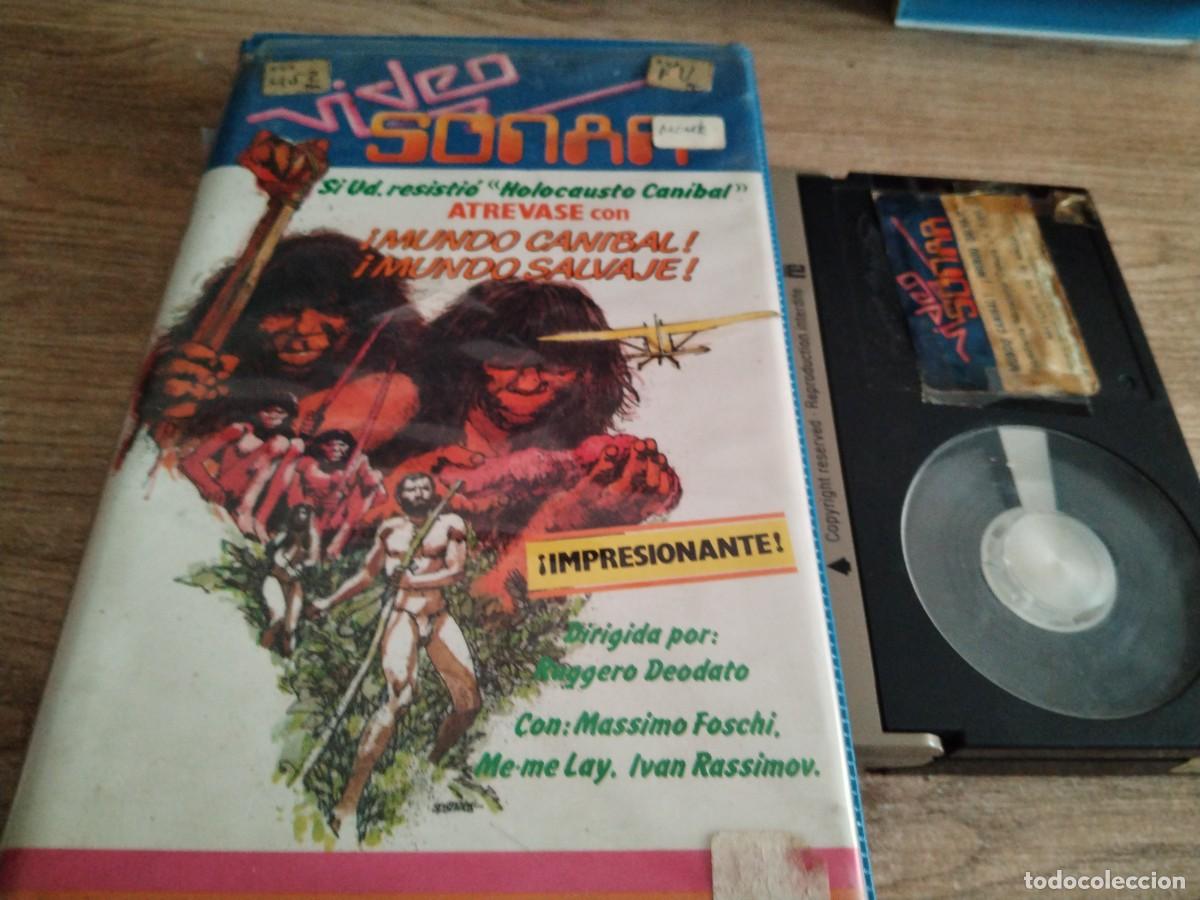 video
SONAR
Si Ud. resistió "Holocausto Canibal"
ATREVASE con
¡MUNDO CANIBAL!
¡MUNDO SALVAJE!
¡IMPRESIONANTE!
Dirigida por:
Ruggero Deodato
Con: Massimo Foschi,
Me-me Lay, Ivan Rassimov.
video
SONAR
Copyright reserved · Reproduction interdite
todocoleccion